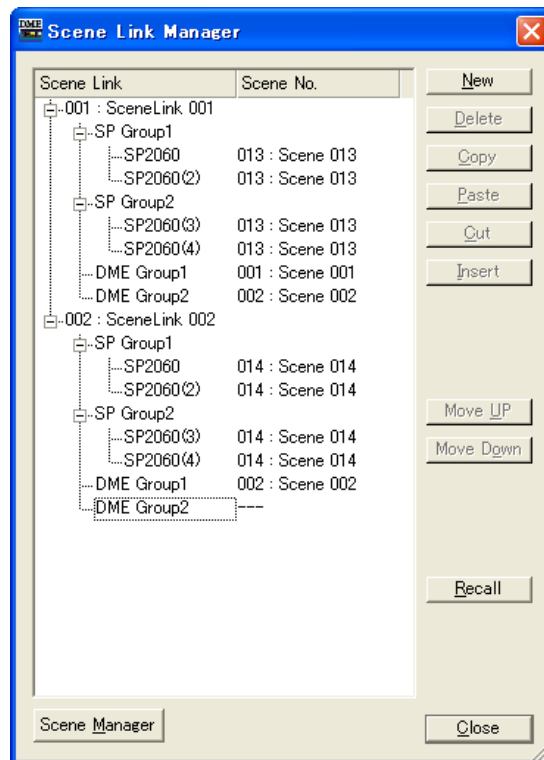 DME Scene Link Manager
Scene Link Scene No. New
001 : SceneLink 001
SP Group1 Delete
SP2060 013 : Scene 013 Copy
SP2060(2) 013 : Scene 013
SP Group2 Paste
SP2060(3) 013 : Scene 013 Cut
SP2060(4) 013 : Scene 013
DME Group1 001 : Scene 001 Insert
DME Group2 002 : Scene 002
002 : SceneLink 002
SP Group1
SP2060 014 : Scene 014
SP2060(2) 014 : Scene 014
SP Group2 Move UP
SP2060(3) 014 : Scene 014
SP2060(4) 014 : Scene 014 Move Down
DME Group1 002 : Scene 002
DME Group2 ---
Recall
Scene Manager Close